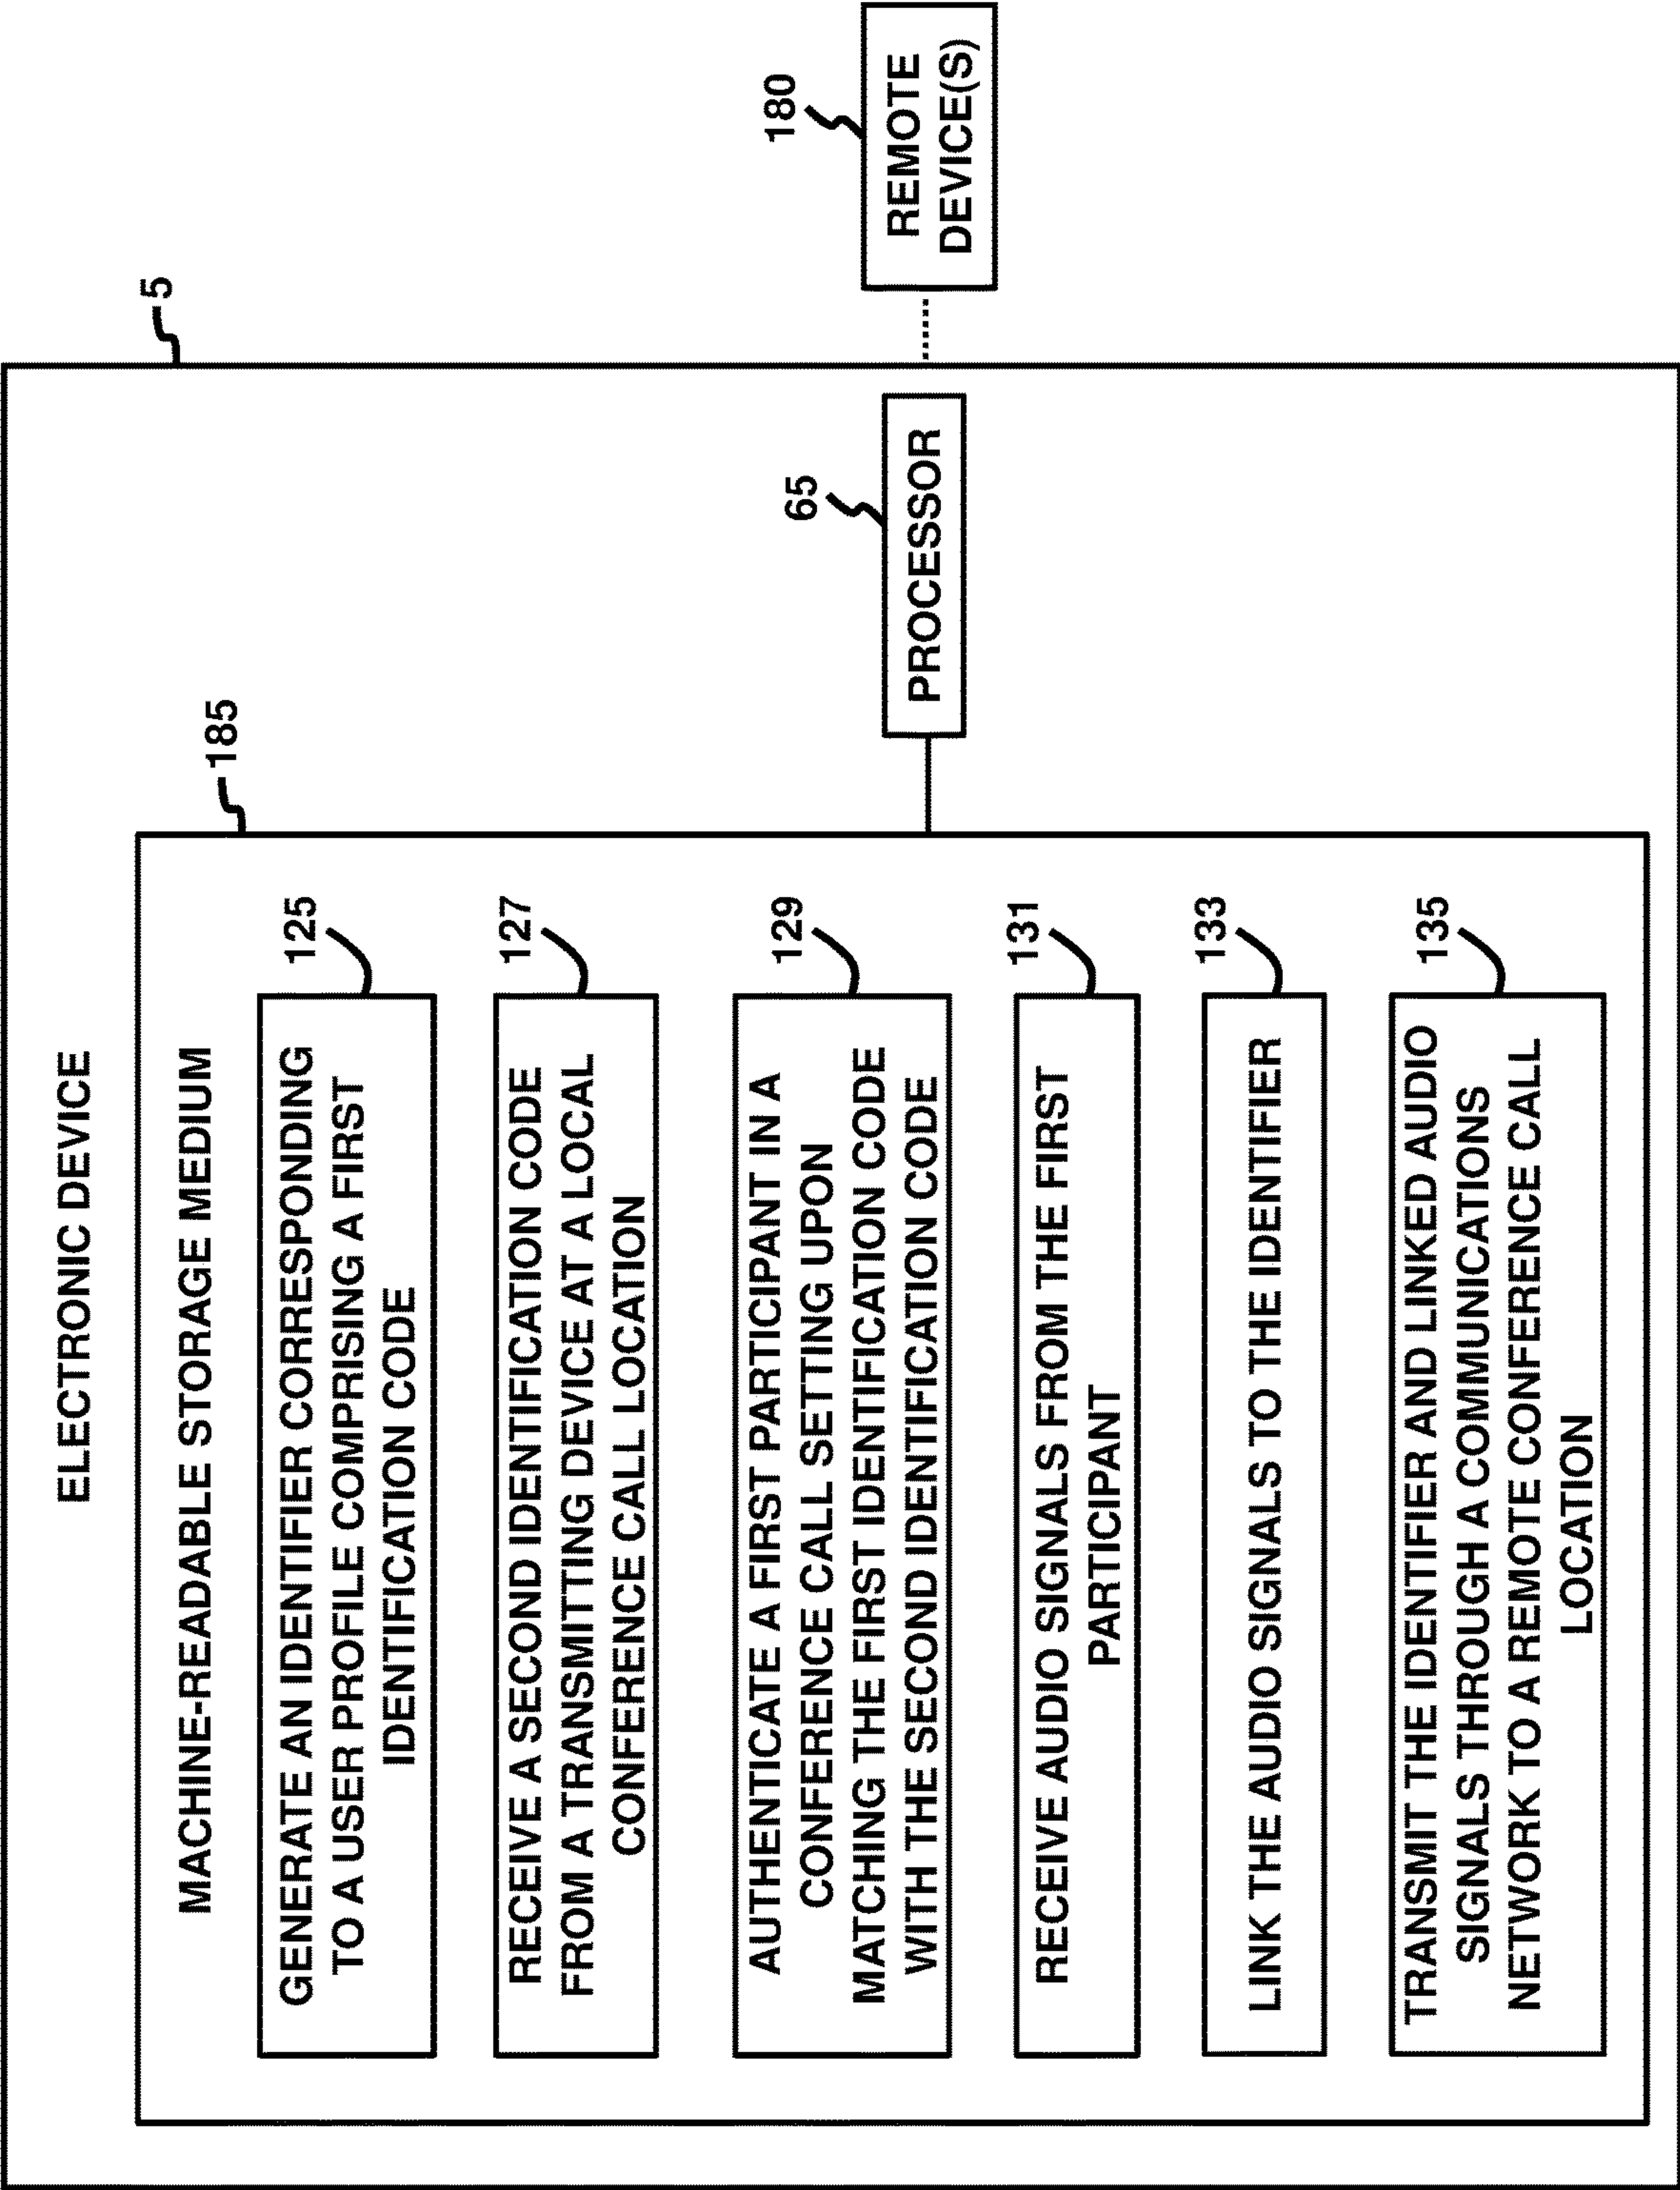 ELECTRONIC DEVICE
5
MACHINE-READABLE STORAGE MEDIUM
185
GENERATE AN IDENTIFIER CORRESPONDING
TO A USER PROFILE COMPRISING A FIRST
IDENTIFICATION CODE
125
RECEIVE A SECOND IDENTIFICATION CODE
FROM A TRANSMITTING DEVICE AT A LOCAL
CONFERENCE CALL LOCATION
127
AUTHENTICATE A FIRST PARTICIPANT IN A
CONFERENCE CALL SETTING UPON
MATCHING THE FIRST IDENTIFICATION CODE
WITH THE SECOND IDENTIFICATION CODE
129
RECEIVE AUDIO SIGNALS FROM THE FIRST
PARTICIPANT
131
LINK THE AUDIO SIGNALS TO THE IDENTIFIER
133
TRANSMIT THE IDENTIFIER AND LINKED AUDIO
SIGNALS THROUGH A COMMUNICATIONS
NETWORK TO A REMOTE CONFERENCE CALL
LOCATION
135
65
PROCESSOR
180
REMOTE
DEVICE(S)